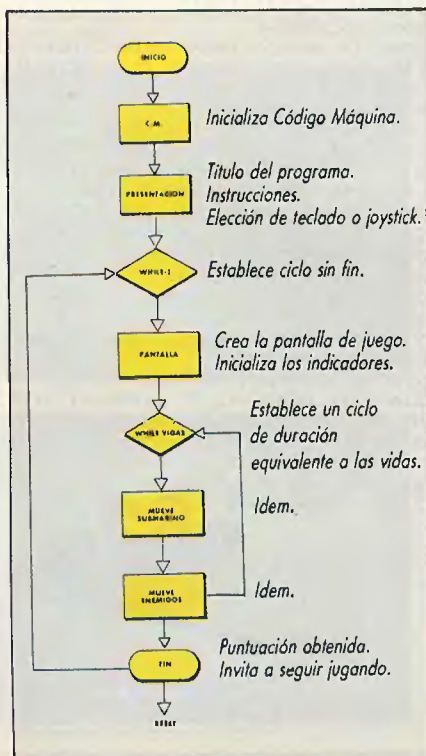 INICIO
C.M.
Inicializa Código Máquina.
PRESENTACION
Título del programa.
Instrucciones.
Elección de teclado o joystick.
WHILE-1
Establece ciclo sin fin.
PANTALLA
Crea la pantalla de juego.
Inicializa los indicadores.
WHILE VIDAS
Establece un ciclo
de duración
equivalente a las vidas.
MUEVE
SUBMARINO
Idem.
MUEVE
ENEMIGOS
Idem.
FIN
Puntuación obtenida.
Invita a seguir jugando.